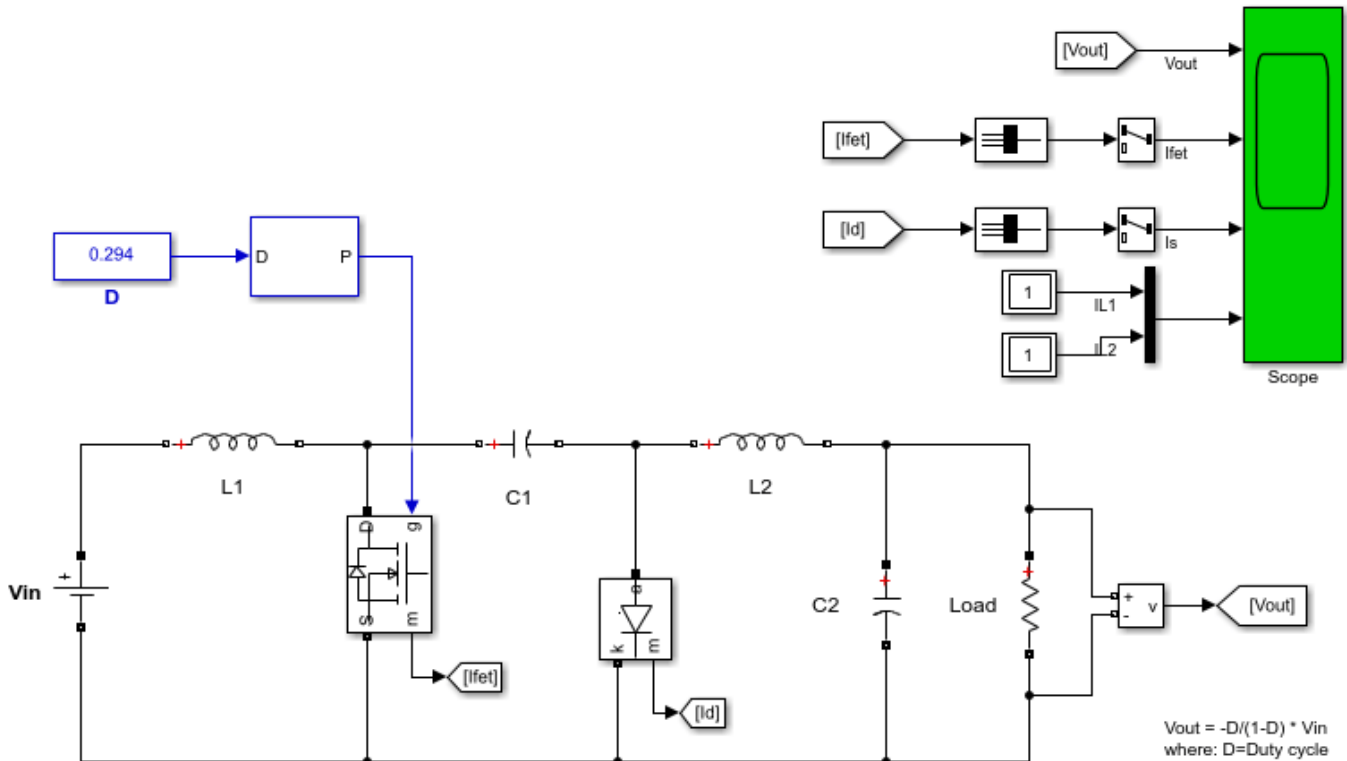 [Vout]
Vout
[Ifet]
Ifet
[Id]
Is
0.294
D
D
P
1
IL1
1
IL2
Scope
L1
C1
L2
D
g
S
m
Vin
+
a
k
m
C2
Load
+
-
v
[Vout]
[Ifet]
[Id]
Vout = -D/(1-D) * Vin
where: D=Duty cycle